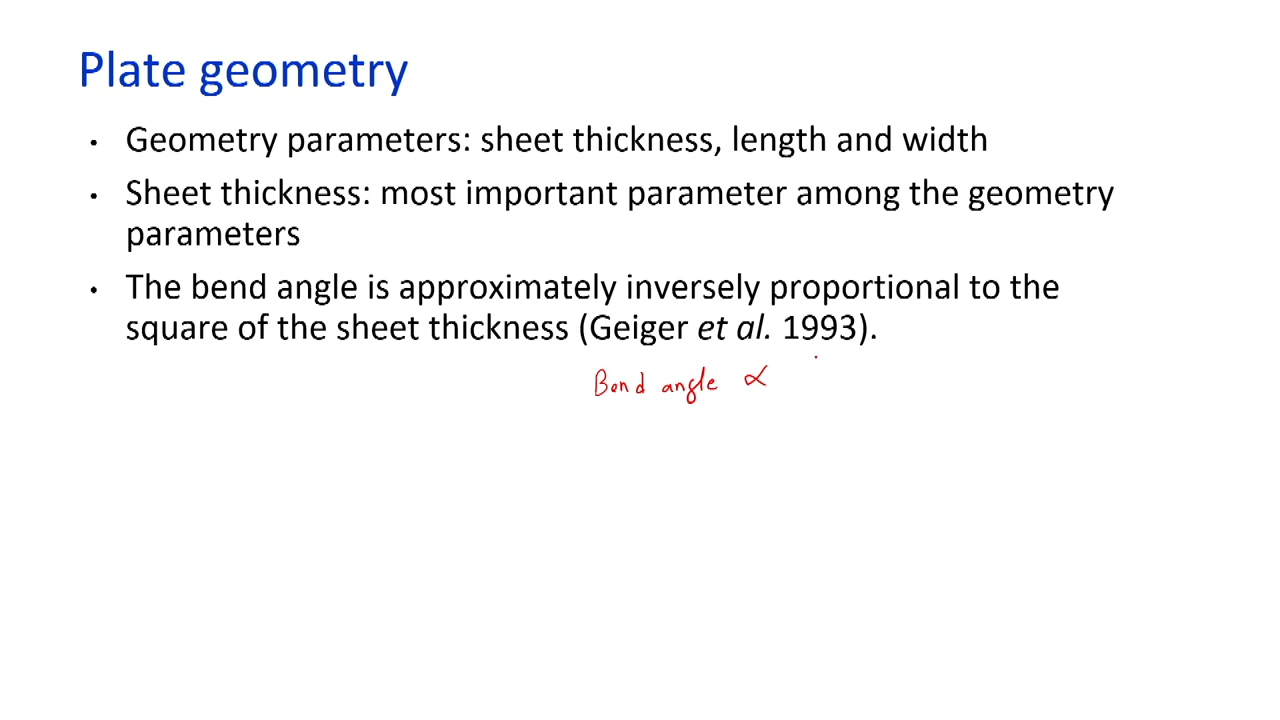 Plate geometry
• Geometry parameters: sheet thickness, length and width
• Sheet thickness: most important parameter among the geometry
parameters
• The bend angle is approximately inversely proportional to the
square of the sheet thickness (Geiger et al. 1993).
Bend angle ∝